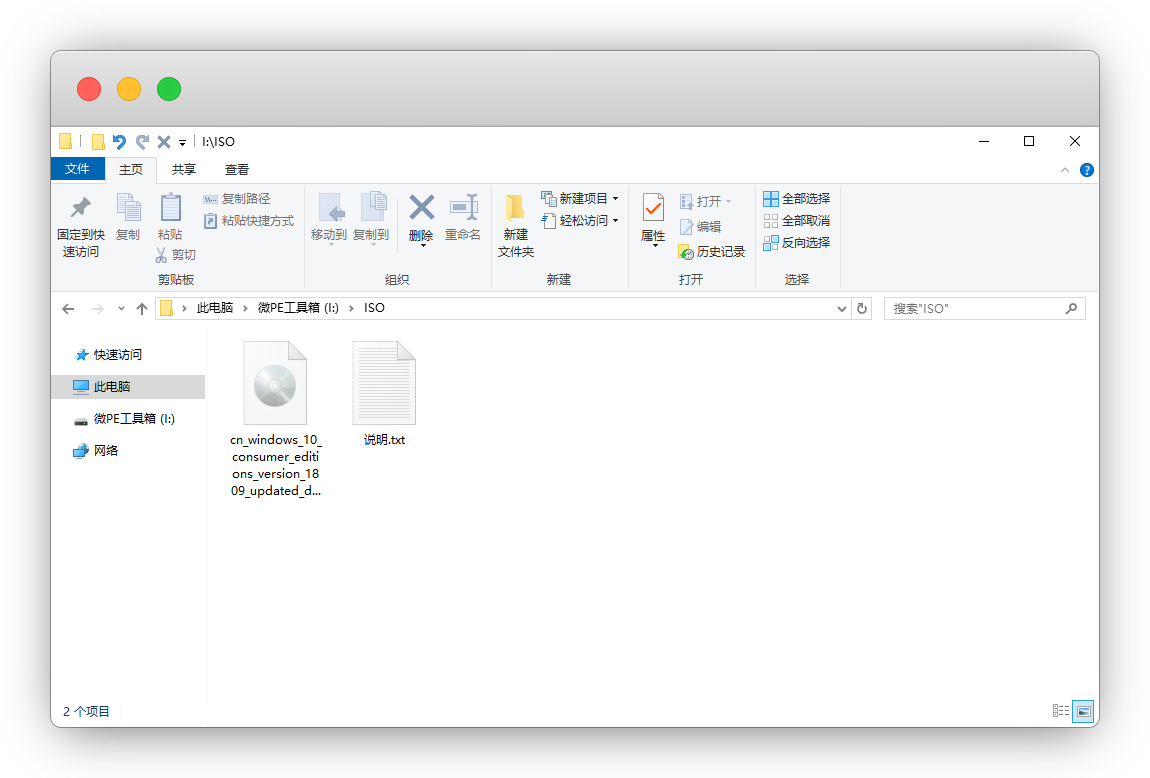 I:\ISO
文件 主页 共享 查看
固定到快
速访问
复制
粘贴
复制路径
粘贴快捷方式
剪切
剪贴板
移动到
复制到
删除
重命名
组织
新建
文件夹
新建项目
轻松访问
新建
属性
打开
编辑
历史记录
打开
全部选择
全部取消
反向选择
选择
此电脑 › 微PE工具箱 (I:) › ISO
搜索"ISO"
快速访问
此电脑
微PE工具箱 (I:)
网络
cn_windows_10_
consumer_editi
ons_version_18
09_updated_d...
说明.txt
2 个项目